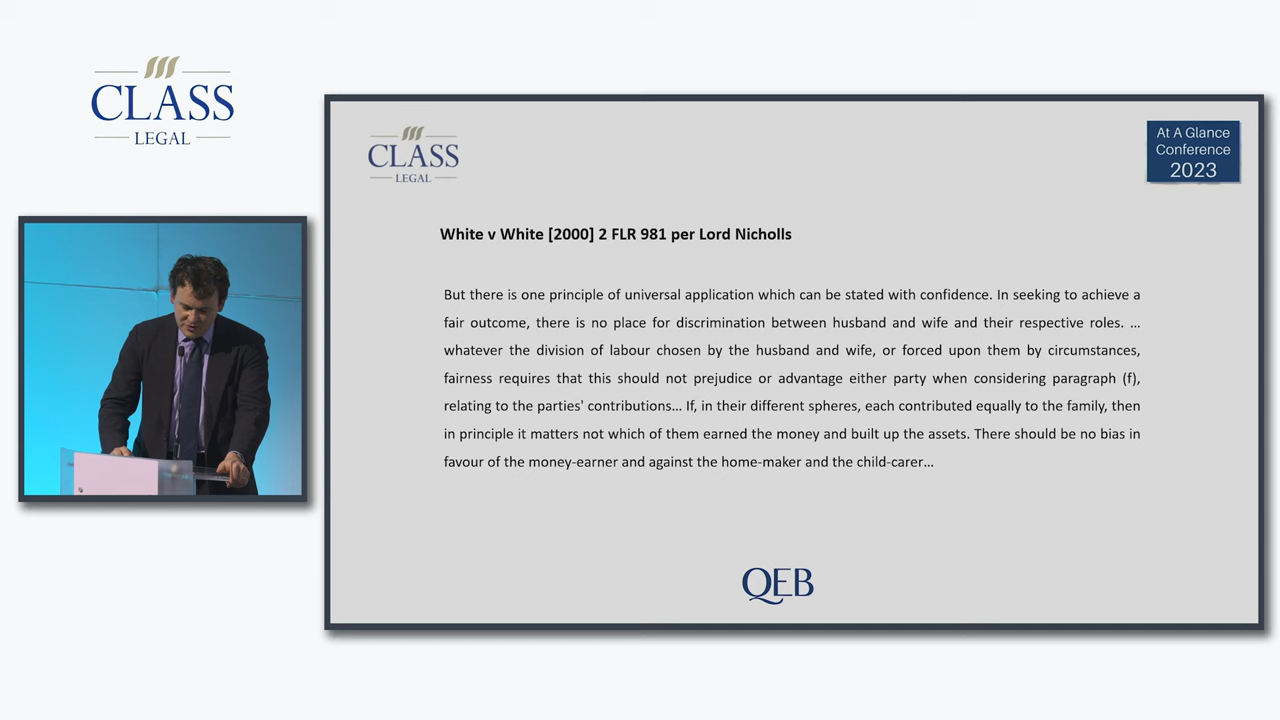 CLASS
LEGAL
CLASS
LEGAL
At A Glance
Conference
2023
White v White [2000] 2 FLR 981 per Lord Nicholls
But there is one principle of universal application which can be stated with confidence. In seeking to achieve a
fair outcome, there is no place for discrimination between husband and wife and their respective roles. …
whatever the division of labour chosen by the husband and wife, or forced upon them by circumstances,
fairness requires that this should not prejudice or advantage either party when considering paragraph (f),
relating to the parties' contributions… If, in their different spheres, each contributed equally to the family, then
in principle it matters not which of them earned the money and built up the assets. There should be no bias in
favour of the money-earner and against the home-maker and the child-carer…
QEB